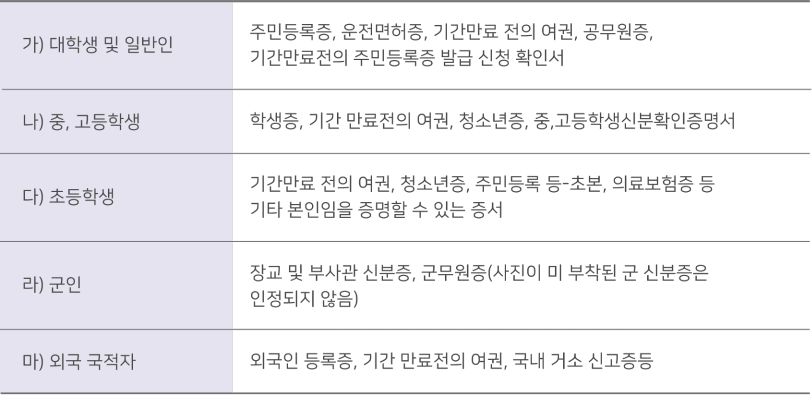 가) 대학생 및 일반인
주민등록증, 운전면허증, 기간만료 전의 여권, 공무원증,
기간만료전의 주민등록증 발급 신청 확인서
나) 중, 고등학생
학생증, 기간 만료전의 여권, 청소년증, 중,고등학생신분확인증명서
다) 초등학생
기간만료 전의 여권, 청소년증, 주민등록 등-초본, 의료보험증 등
기타 본인임을 증명할 수 있는 증서
라) 군인
장교 및 부사관 신분증, 군무원증(사진이 미 부착된 군 신분증은
인정되지 않음)
마) 외국 국적자
외국인 등록증, 기간 만료전의 여권, 국내 거소 신고증등